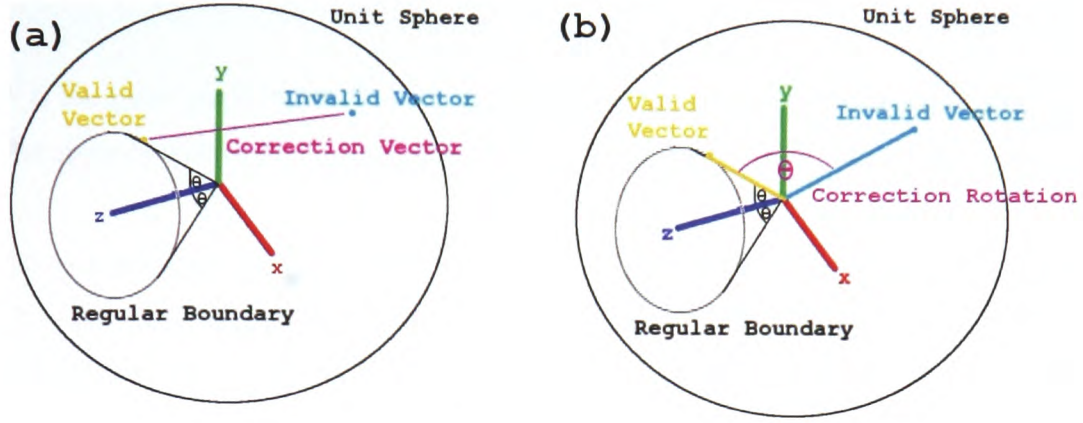 (a)
Unit Sphere
y
Valid
Vector
Invalid Vector
Correction Vector
θ
θ
z
x
Regular Boundary
(b)
Unit Sphere
y
Valid
Vector
Invalid Vector
θ
Correction Rotation
θ
θ
z
x
Regular Boundary